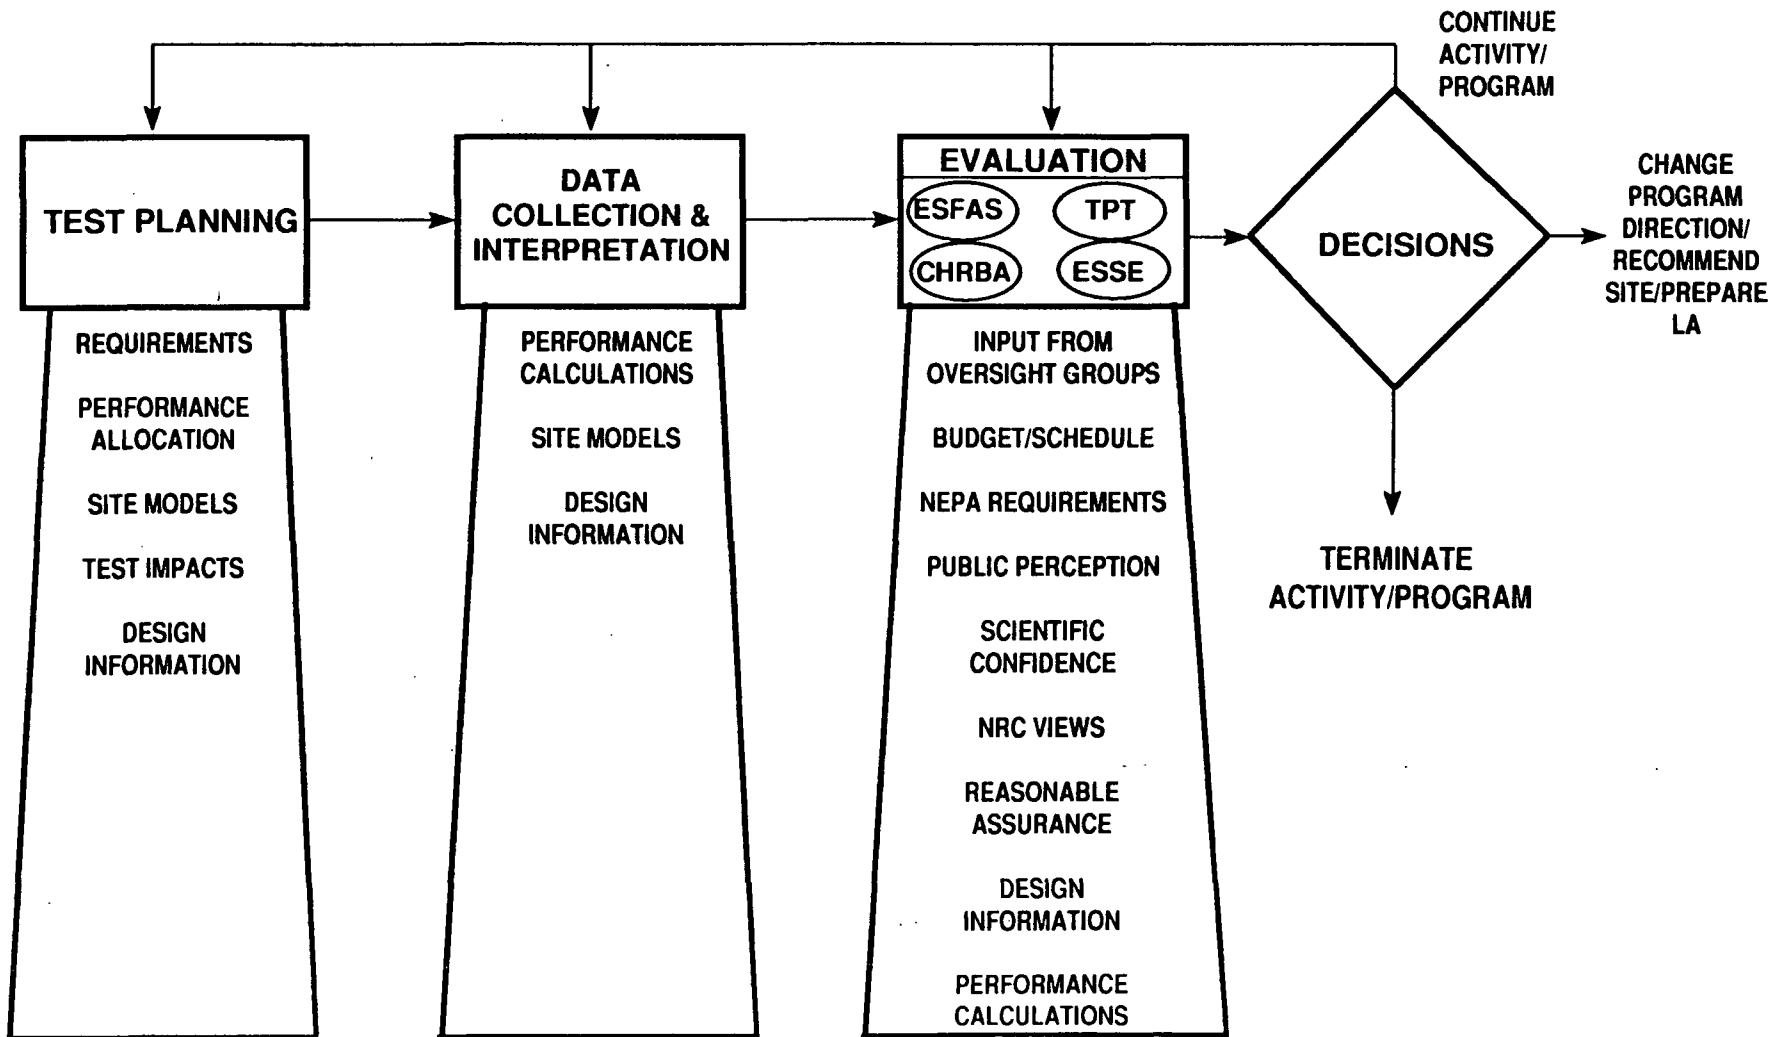 CONTINUE
ACTIVITY/
PROGRAM
TEST PLANNING
DATA
COLLECTION &
INTERPRETATION
EVALUATION
ESFAS
TPT
CHRBA
ESSE
DECISIONS
CHANGE
PROGRAM
DIRECTION/
RECOMMEND
SITE/PREPARE
LA
TERMINATE
ACTIVITY/PROGRAM
REQUIREMENTS
PERFORMANCE
ALLOCATION
SITE MODELS
TEST IMPACTS
DESIGN
INFORMATION
PERFORMANCE
CALCULATIONS
SITE MODELS
DESIGN
INFORMATION
INPUT FROM
OVERSIGHT GROUPS
BUDGET/SCHEDULE
NEPA REQUIREMENTS
PUBLIC PERCEPTION
SCIENTIFIC
CONFIDENCE
NRC VIEWS
REASONABLE
ASSURANCE
DESIGN
INFORMATION
PERFORMANCE
CALCULATIONS